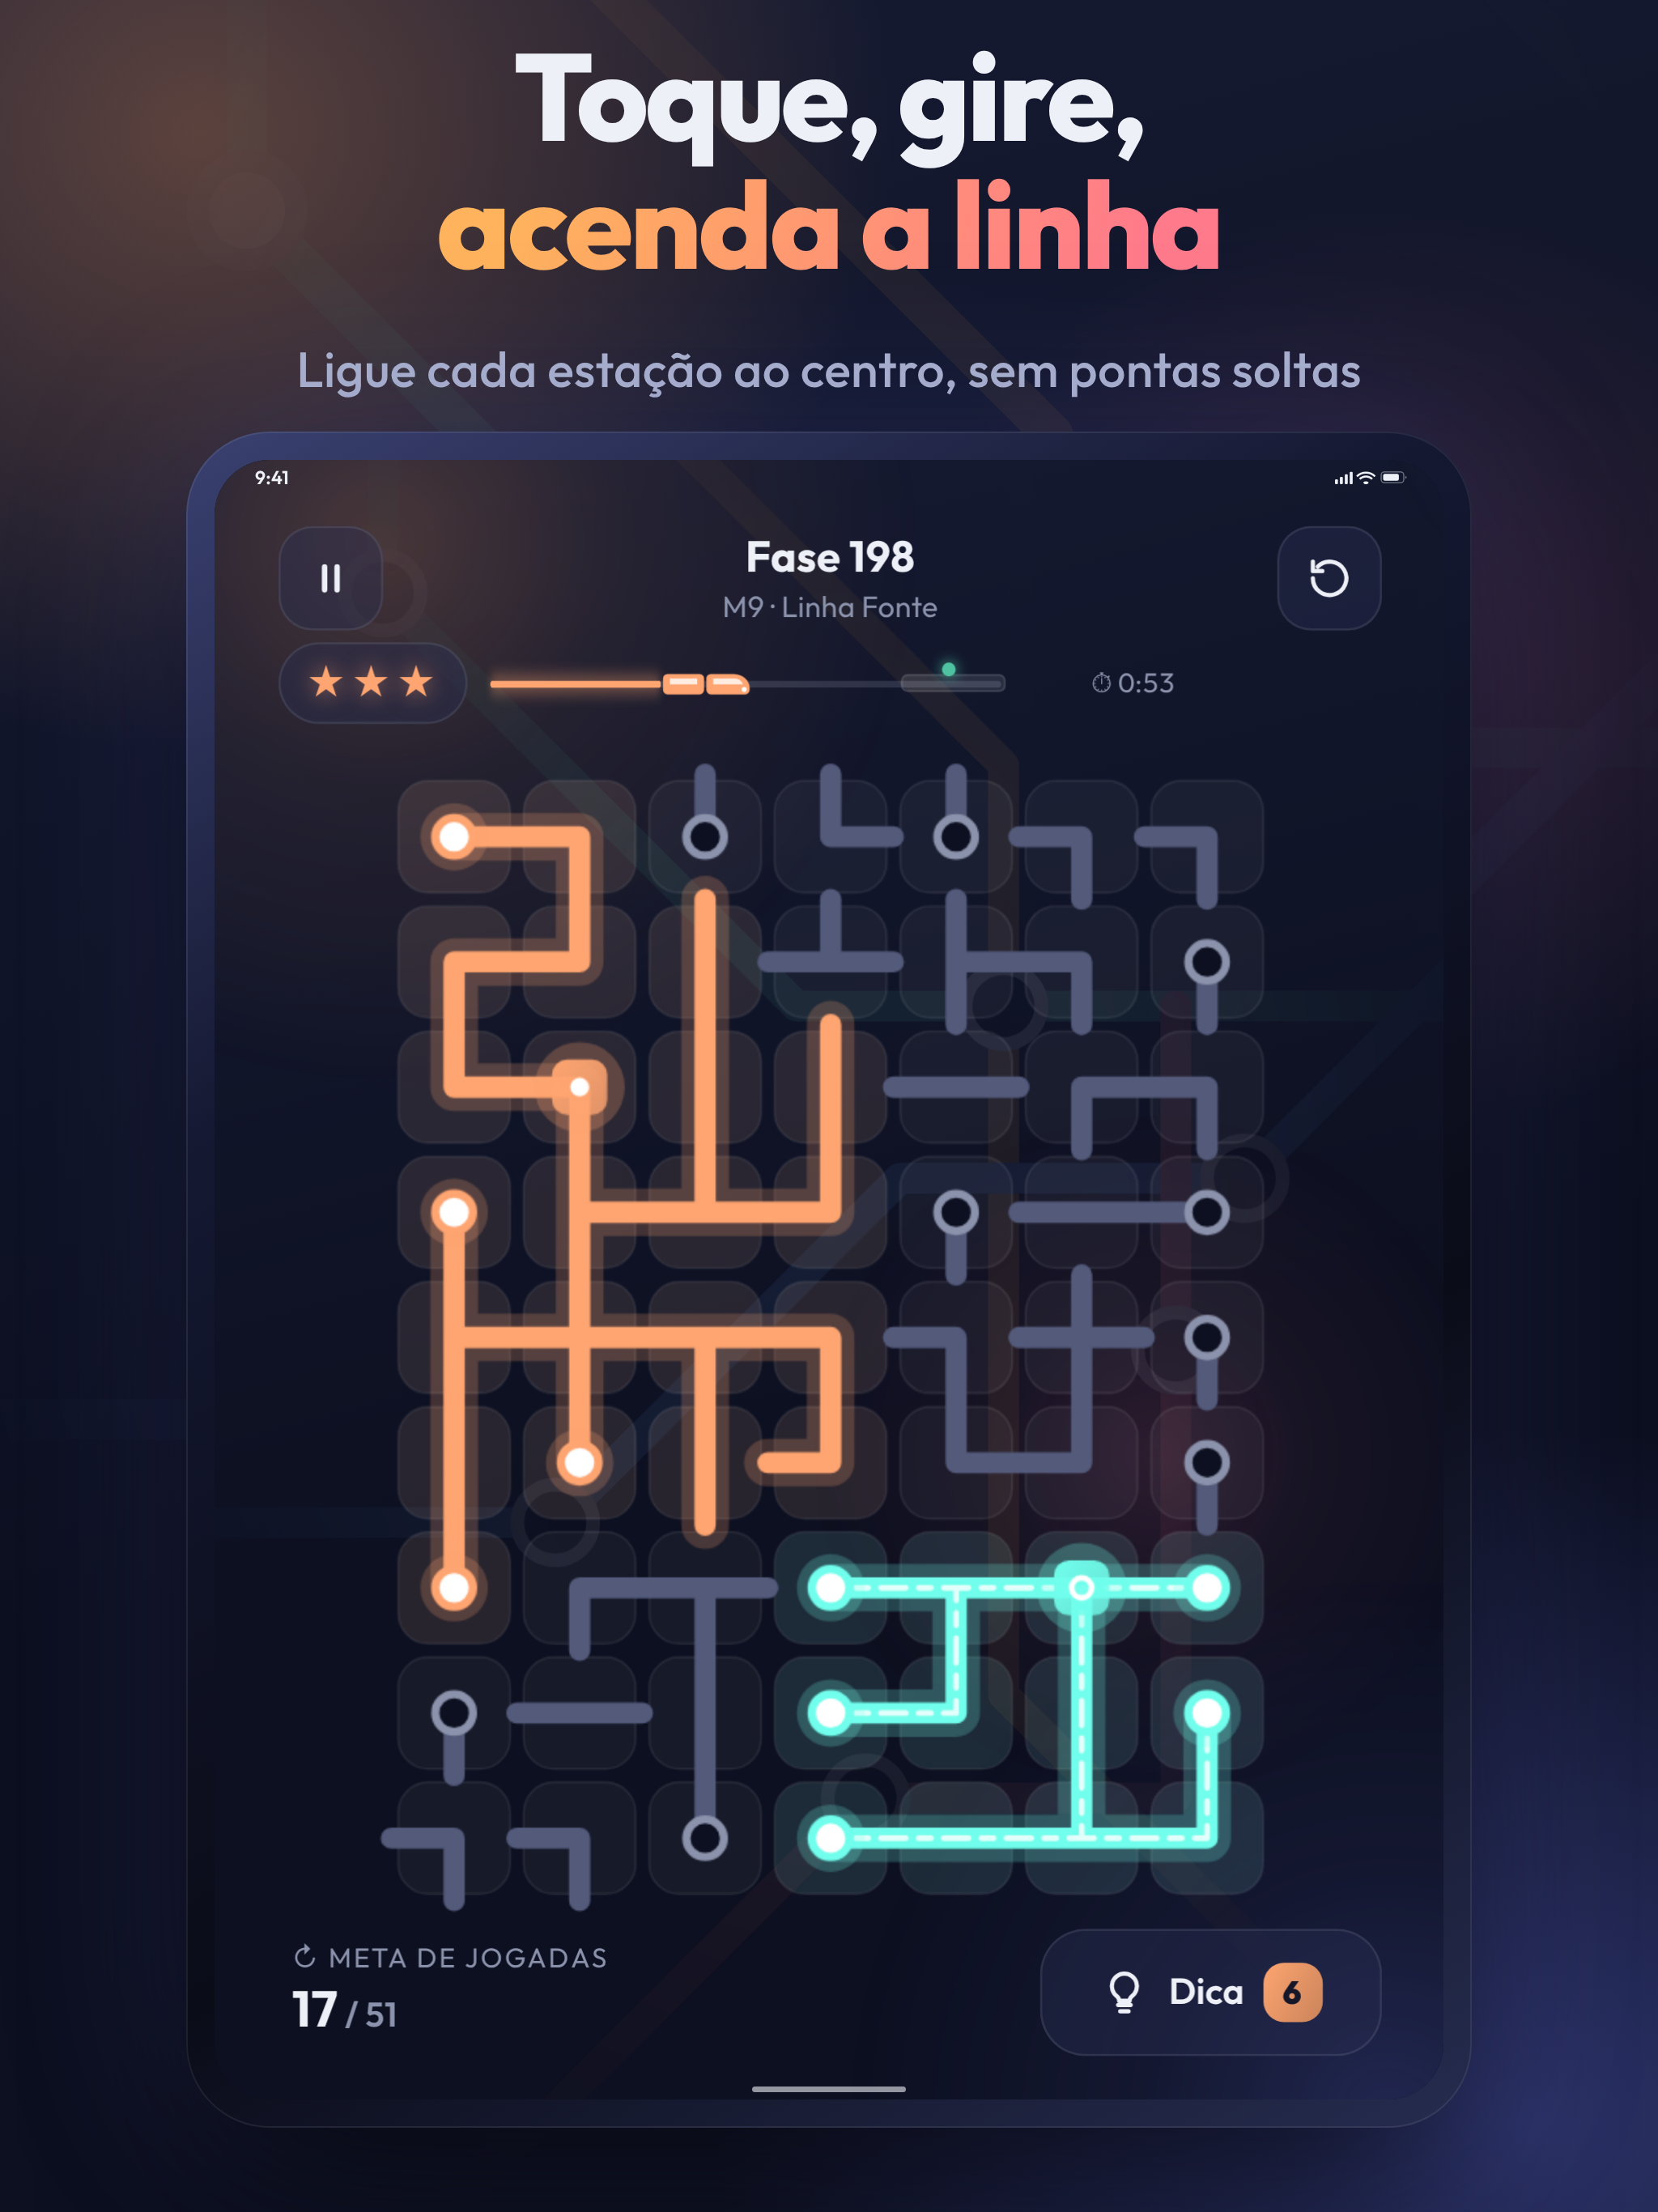 Toque, gire,
acenda a linha
Ligue cada estação ao centro, sem pontas soltas
9:41
Fase 198
M9 · Linha Fonte
0:53
META DE JOGADAS
17 / 51
Dica 6